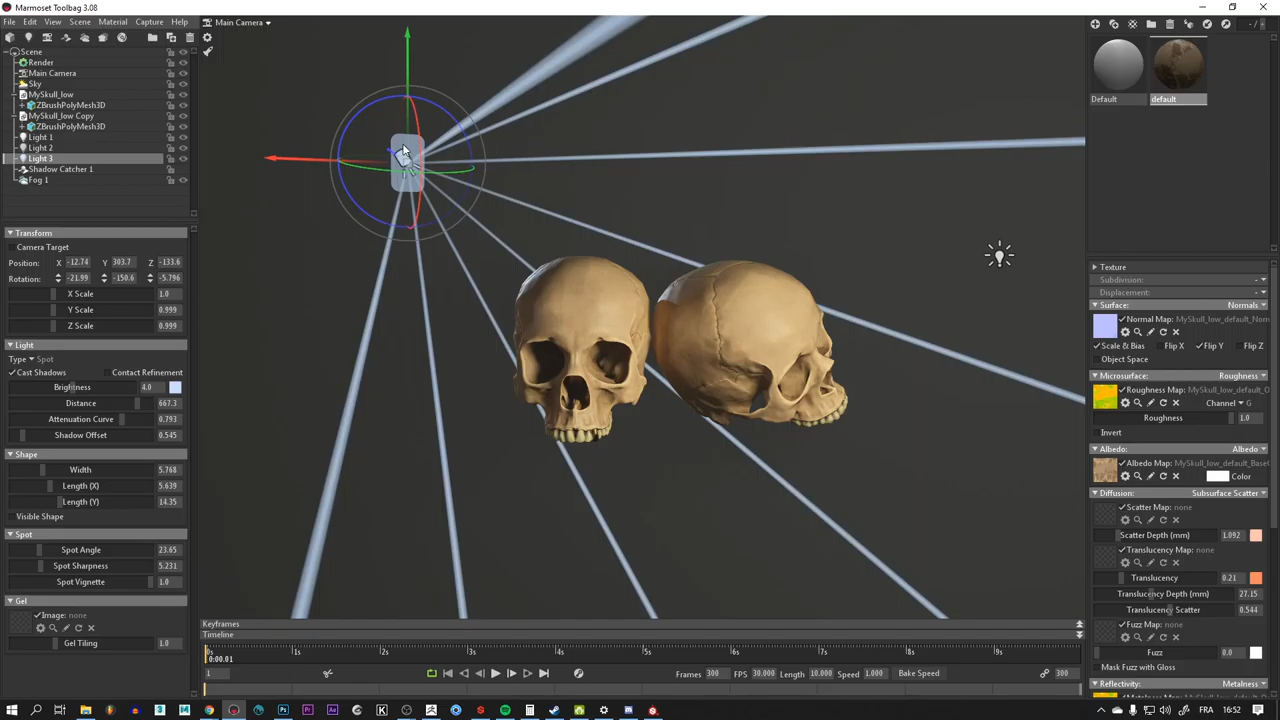 Marmoset Toolbag 3.08
File Edit View Scene Material Capture Help
Main Camera
Scene
Render
Main Camera
Sky
MySkull_low
ZBrushPolyMesh3D
MySkull_low Copy
ZBrushPolyMesh3D
Light 1
Light 2
Light 3
Shadow Catcher 1
Fog 1
Transform
Camera Target
Position: X -12.74 Y 303.7 Z -133.6
Rotation: -21.99 -150.6 -5.796
X Scale 1.0
Y Scale 0.999
Z Scale 0.999
Light
Type Spot
Cast Shadows Contact Refinement
Brightness 4.0
Distance 667.3
Attenuation Curve 0.793
Shadow Offset 0.545
Shape
Width 5.768
Length (X) 5.639
Length (Y) 14.35
Visible Shape
Spot
Spot Angle 23.65
Spot Sharpness 5.231
Spot Vignette 1.0
Gel
Image: none
Gel Tiling 1.0
Keyframes
Timeline
0s 1s 2s 3s 4s 5s 6s 7s 8s 9s
0:00.01
1 Frames 300 FPS 30.000 Length 10.000 Speed 1.000 Bake Speed 300
Default default
Texture
Subdivision: -
Displacement: -
Surface: Normals
Normal Map: MySkull_low_default_Nor
Scale & Bias Flip X Flip Y Flip Z
Object Space
Microsurface: Roughness
Roughness Map: MySkull_low_default_O
Channel G
Roughness 1.0
Invert
Albedo: Albedo
Albedo Map: MySkull_low_default_BaseC
Color
Diffusion: Subsurface Scatter
Scatter Map: none
Scatter Depth (mm) 1.092
Translucency Map: none
Translucency 0.21
Translucency Depth (mm) 27.15
Translucency Scatter 0.544
Fuzz Map: none
Fuzz 0.0
Mask Fuzz with Gloss
Reflectivity: Metalness
FRA 16:52